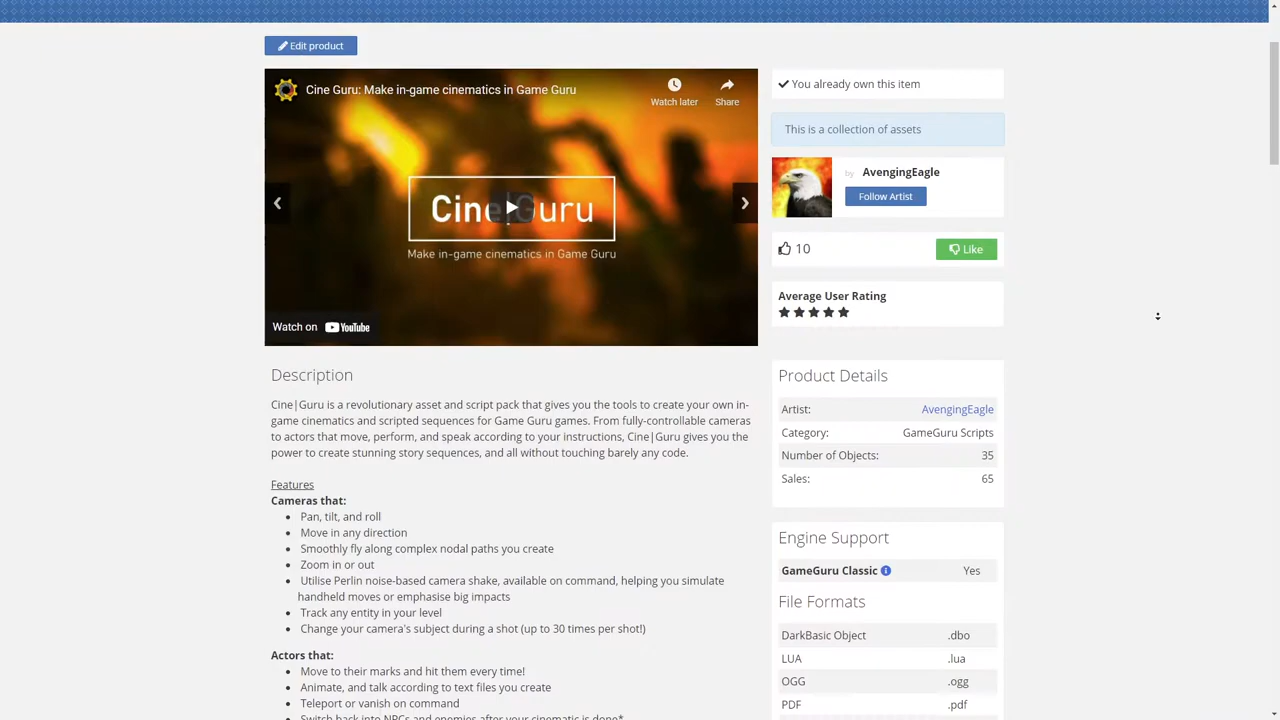 Edit product
Cine Guru: Make in-game cinematics in Game Guru
Watch later
Share
Cine|Guru
Make in-game cinematics in Game Guru
Watch on YouTube
You already own this item
This is a collection of assets
by AvengingEagle
Follow Artist
10
Like
Average User Rating
Description
Cine|Guru is a revolutionary asset and script pack that gives you the tools to create your own in-
game cinematics and scripted sequences for Game Guru games. From fully-controllable cameras
to actors that move, perform, and speak according to your instructions, Cine|Guru gives you the
power to create stunning story sequences, and all without touching barely any code.
Features
Cameras that:
Pan, tilt, and roll
Move in any direction
Smoothly fly along complex nodal paths you create
Zoom in or out
Utilise Perlin noise-based camera shake, available on command, helping you simulate
handheld moves or emphasise big impacts
Track any entity in your level
Change your camera's subject during a shot (up to 30 times per shot!)
Actors that:
Move to their marks and hit them every time!
Animate, and talk according to text files you create
Teleport or vanish on command
Switch back into NPCs and enemies after your cinematic is done*
Product Details
Artist: AvengingEagle
Category: GameGuru Scripts
Number of Objects: 35
Sales: 65
Engine Support
GameGuru Classic Yes
File Formats
DarkBasic Object .dbo
LUA .lua
OGG .ogg
PDF .pdf